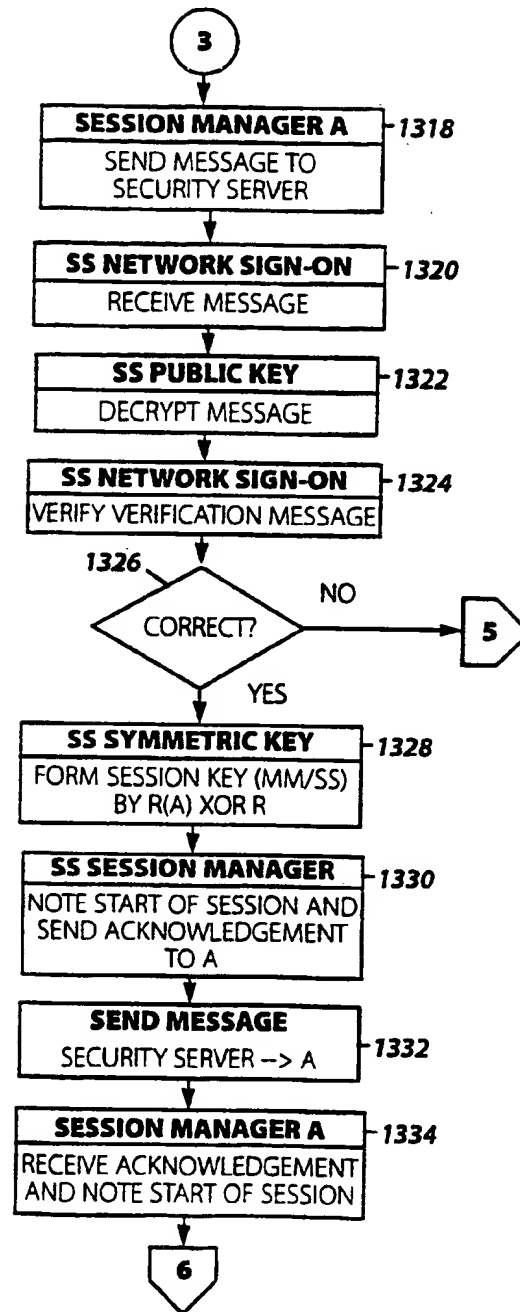 3
SESSION MANAGER A
1318
SEND MESSAGE TO
SECURITY SERVER
SS NETWORK SIGN-ON
1320
RECEIVE MESSAGE
SS PUBLIC KEY
1322
DECRYPT MESSAGE
SS NETWORK SIGN-ON
1324
VERIFY VERIFICATION MESSAGE
1326
CORRECT?
NO
5
YES
SS SYMMETRIC KEY
1328
FORM SESSION KEY (MM/SS)
BY R(A) XOR R
SS SESSION MANAGER
1330
NOTE START OF SESSION AND
SEND ACKNOWLEDGEMENT
TO A
SEND MESSAGE
1332
SECURITY SERVER --> A
SESSION MANAGER A
1334
RECEIVE ACKNOWLEDGEMENT
AND NOTE START OF SESSION
6